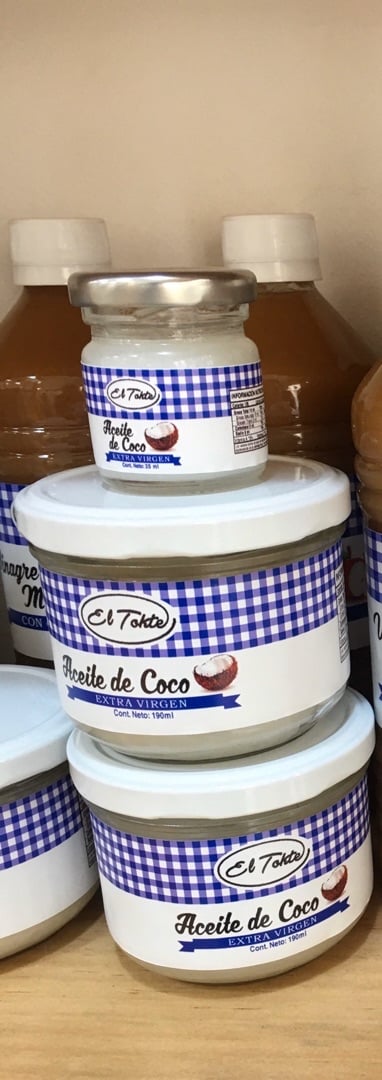 El Tokte
Aceite
de Coco
EXTRA VIRGEN
Cont. Neto: 35 ml
El Tokte
Aceite de Coco
EXTRA VIRGEN
Cont. Neto: 190ml
El Tokte
Aceite de Coco
EXTRA VIRGEN
Cont. Neto: 190ml
CON